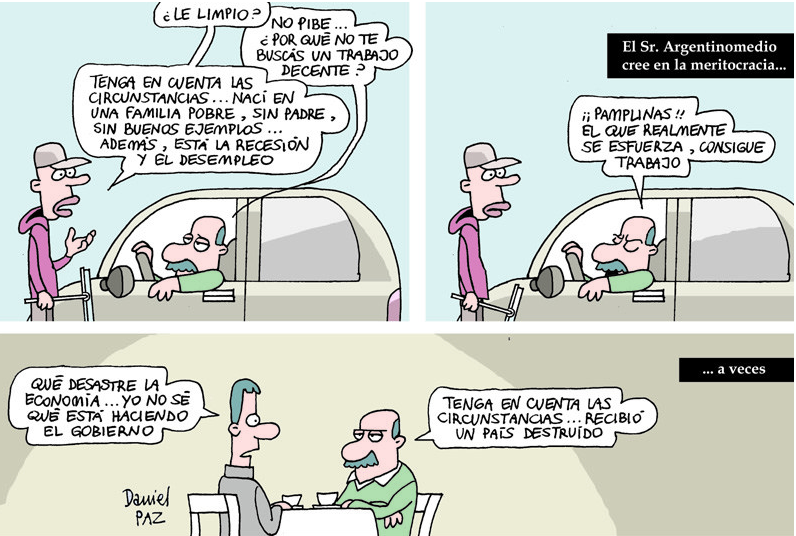 ¿LE LIMPIO?
NO PIBE...
¿POR QUÉ NO TE
BUSCÁS UN TRABAJO
DECENTE?
TENGA EN CUENTA LAS
CIRCUNSTANCIAS... NACÍ EN
UNA FAMILIA POBRE, SIN PADRE,
SIN BUENOS EJEMPLOS...
ADEMÁS, ESTÁ LA RECESIÓN
Y EL DESEMPLEO
El Sr. Argentinomedio
cree en la meritocracia...
¡¡PAMPLINAS!!
EL QUE REALMENTE
SE ESFUERZA, CONSIGUE
TRABAJO
... a veces
QUÉ DESASTRE LA
ECONOMÍA... YO NO SÉ
QUÉ ESTÁ HACIENDO
EL GOBIERNO
TENGA EN CUENTA LAS
CIRCUNSTANCIAS... RECIBIÓ
UN PAÍS DESTRUÍDO
Daniel
PAZ